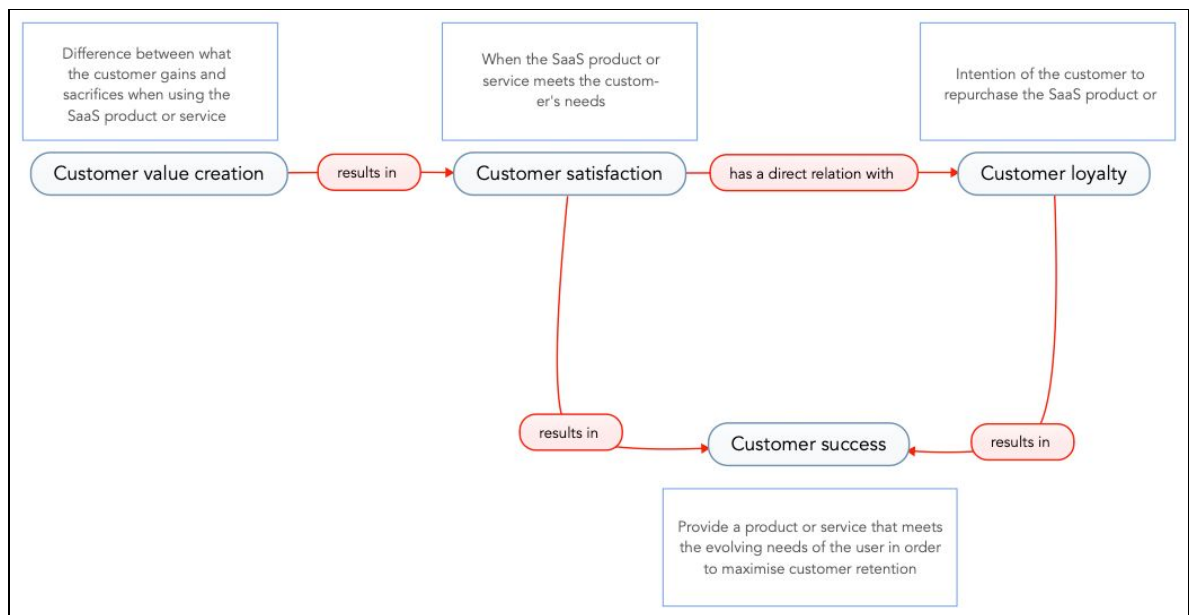 Difference between what
the customer gains and
sacrifices when using the
SaaS product or service
When the SaaS product or
service meets the custom-
er's needs
Intention of the customer to
repurchase the SaaS product or
Customer value creation
results in
Customer satisfaction
has a direct relation with
Customer loyalty
results in
Customer success
results in
Provide a product or service that meets
the evolving needs of the user in order
to maximise customer retention